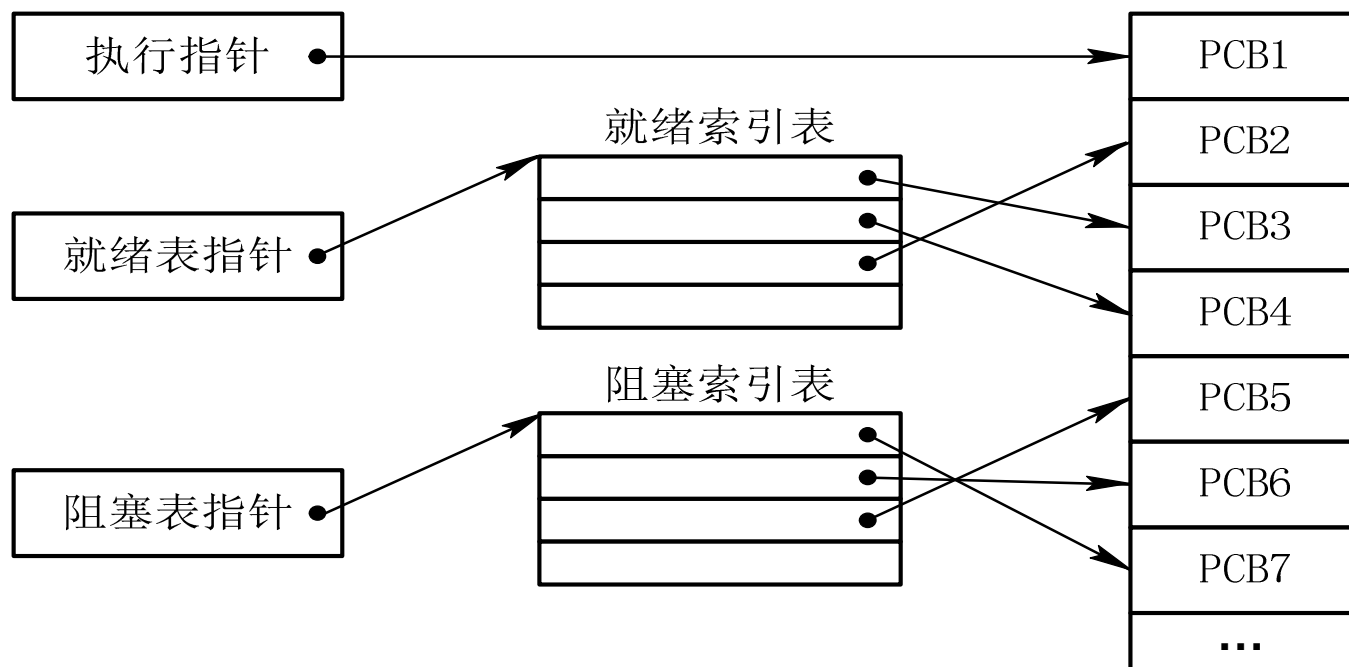 执行指针
PCB1
就绪索引表
PCB2
就绪表指针
PCB3
PCB4
阻塞索引表
PCB5
阻塞表指针
PCB6
PCB7
…